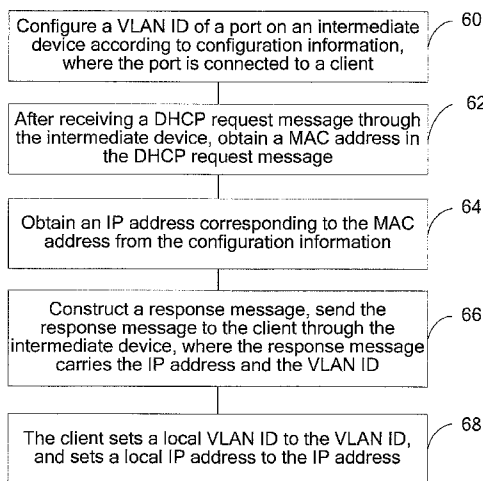 Configure a VLAN ID of a port on an intermediate
device according to configuration information,
where the port is connected to a client
60
After receiving a DHCP request message through
the intermediate device, obtain a MAC address in
the DHCP request message
62
Obtain an IP address corresponding to the MAC
address from the configuration information
64
Construct a response message, send the
response message to the client through the
intermediate device, where the response message
carries the IP address and the VLAN ID
66
The client sets a local VLAN ID to the VLAN ID,
and sets a local IP address to the IP address
68